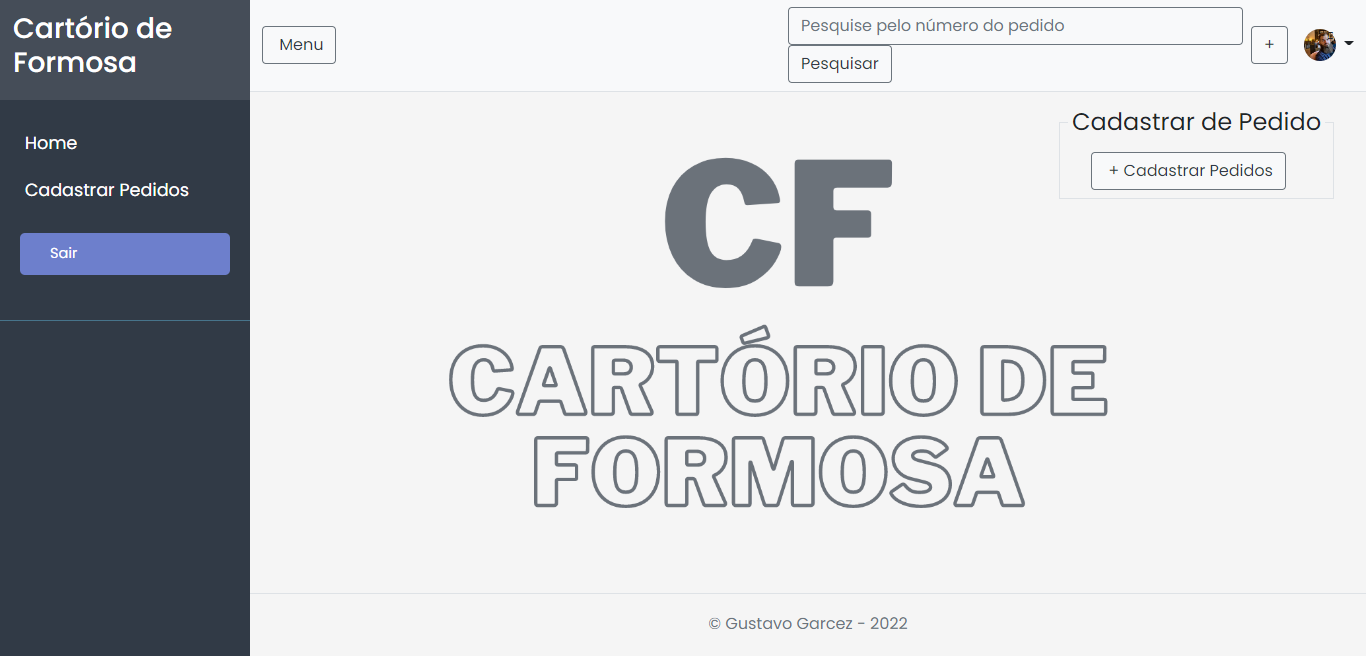 Cartório de
Formosa
Home
Cadastrar Pedidos
Sair
Menu
Pesquise pelo número do pedido
Pesquisar
+
Cadastrar de Pedido
+ Cadastrar Pedidos
CF
CARTÓRIO DE
FORMOSA
© Gustavo Garcez - 2022